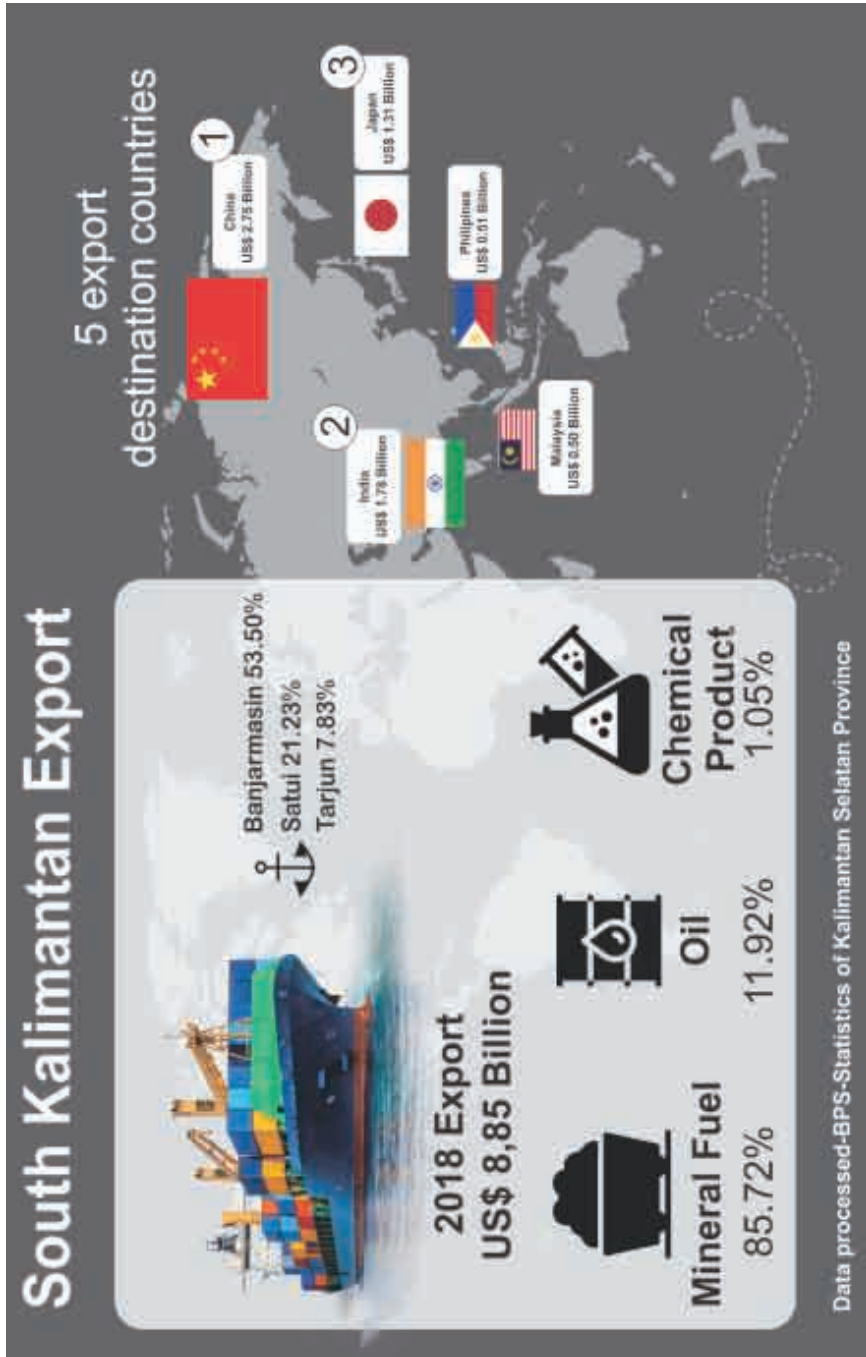 South Kalimantan Export
5 export
destination countries
1
China
US$ 2.75 Billion
2
India
US$ 1.78 Billion
3
Japan
US$ 1.31 Billion
Philipines
US$ 0.51 Billion
Malaysia
US$ 0.50 Billion
Banjarmasin 53.50%
Satui 21.23%
Tarjun 7.83%
2018 Export
US$ 8,85 Billion
Mineral Fuel
85.72%
Oil
11.92%
Chemical
Product
1.05%
Data processed-BPS-Statistics of Kalimantan Selatan Province